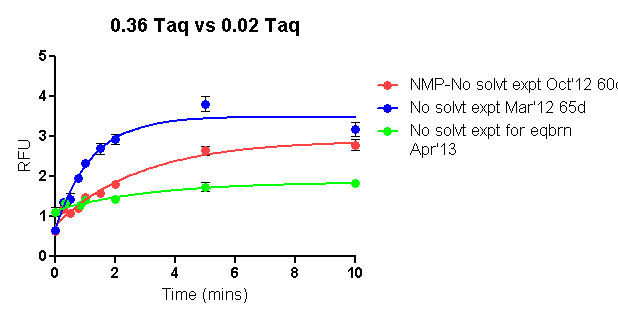 0.36 Taq vs 0.02 Taq
5
4
3
2
1
0
RFU
0 2 4 6 8 10
Time (mins)
NMP-No solvt expt Oct'12 60
No solvt expt Mar'12 65d
No solvt expt for eqbrn
Apr'13